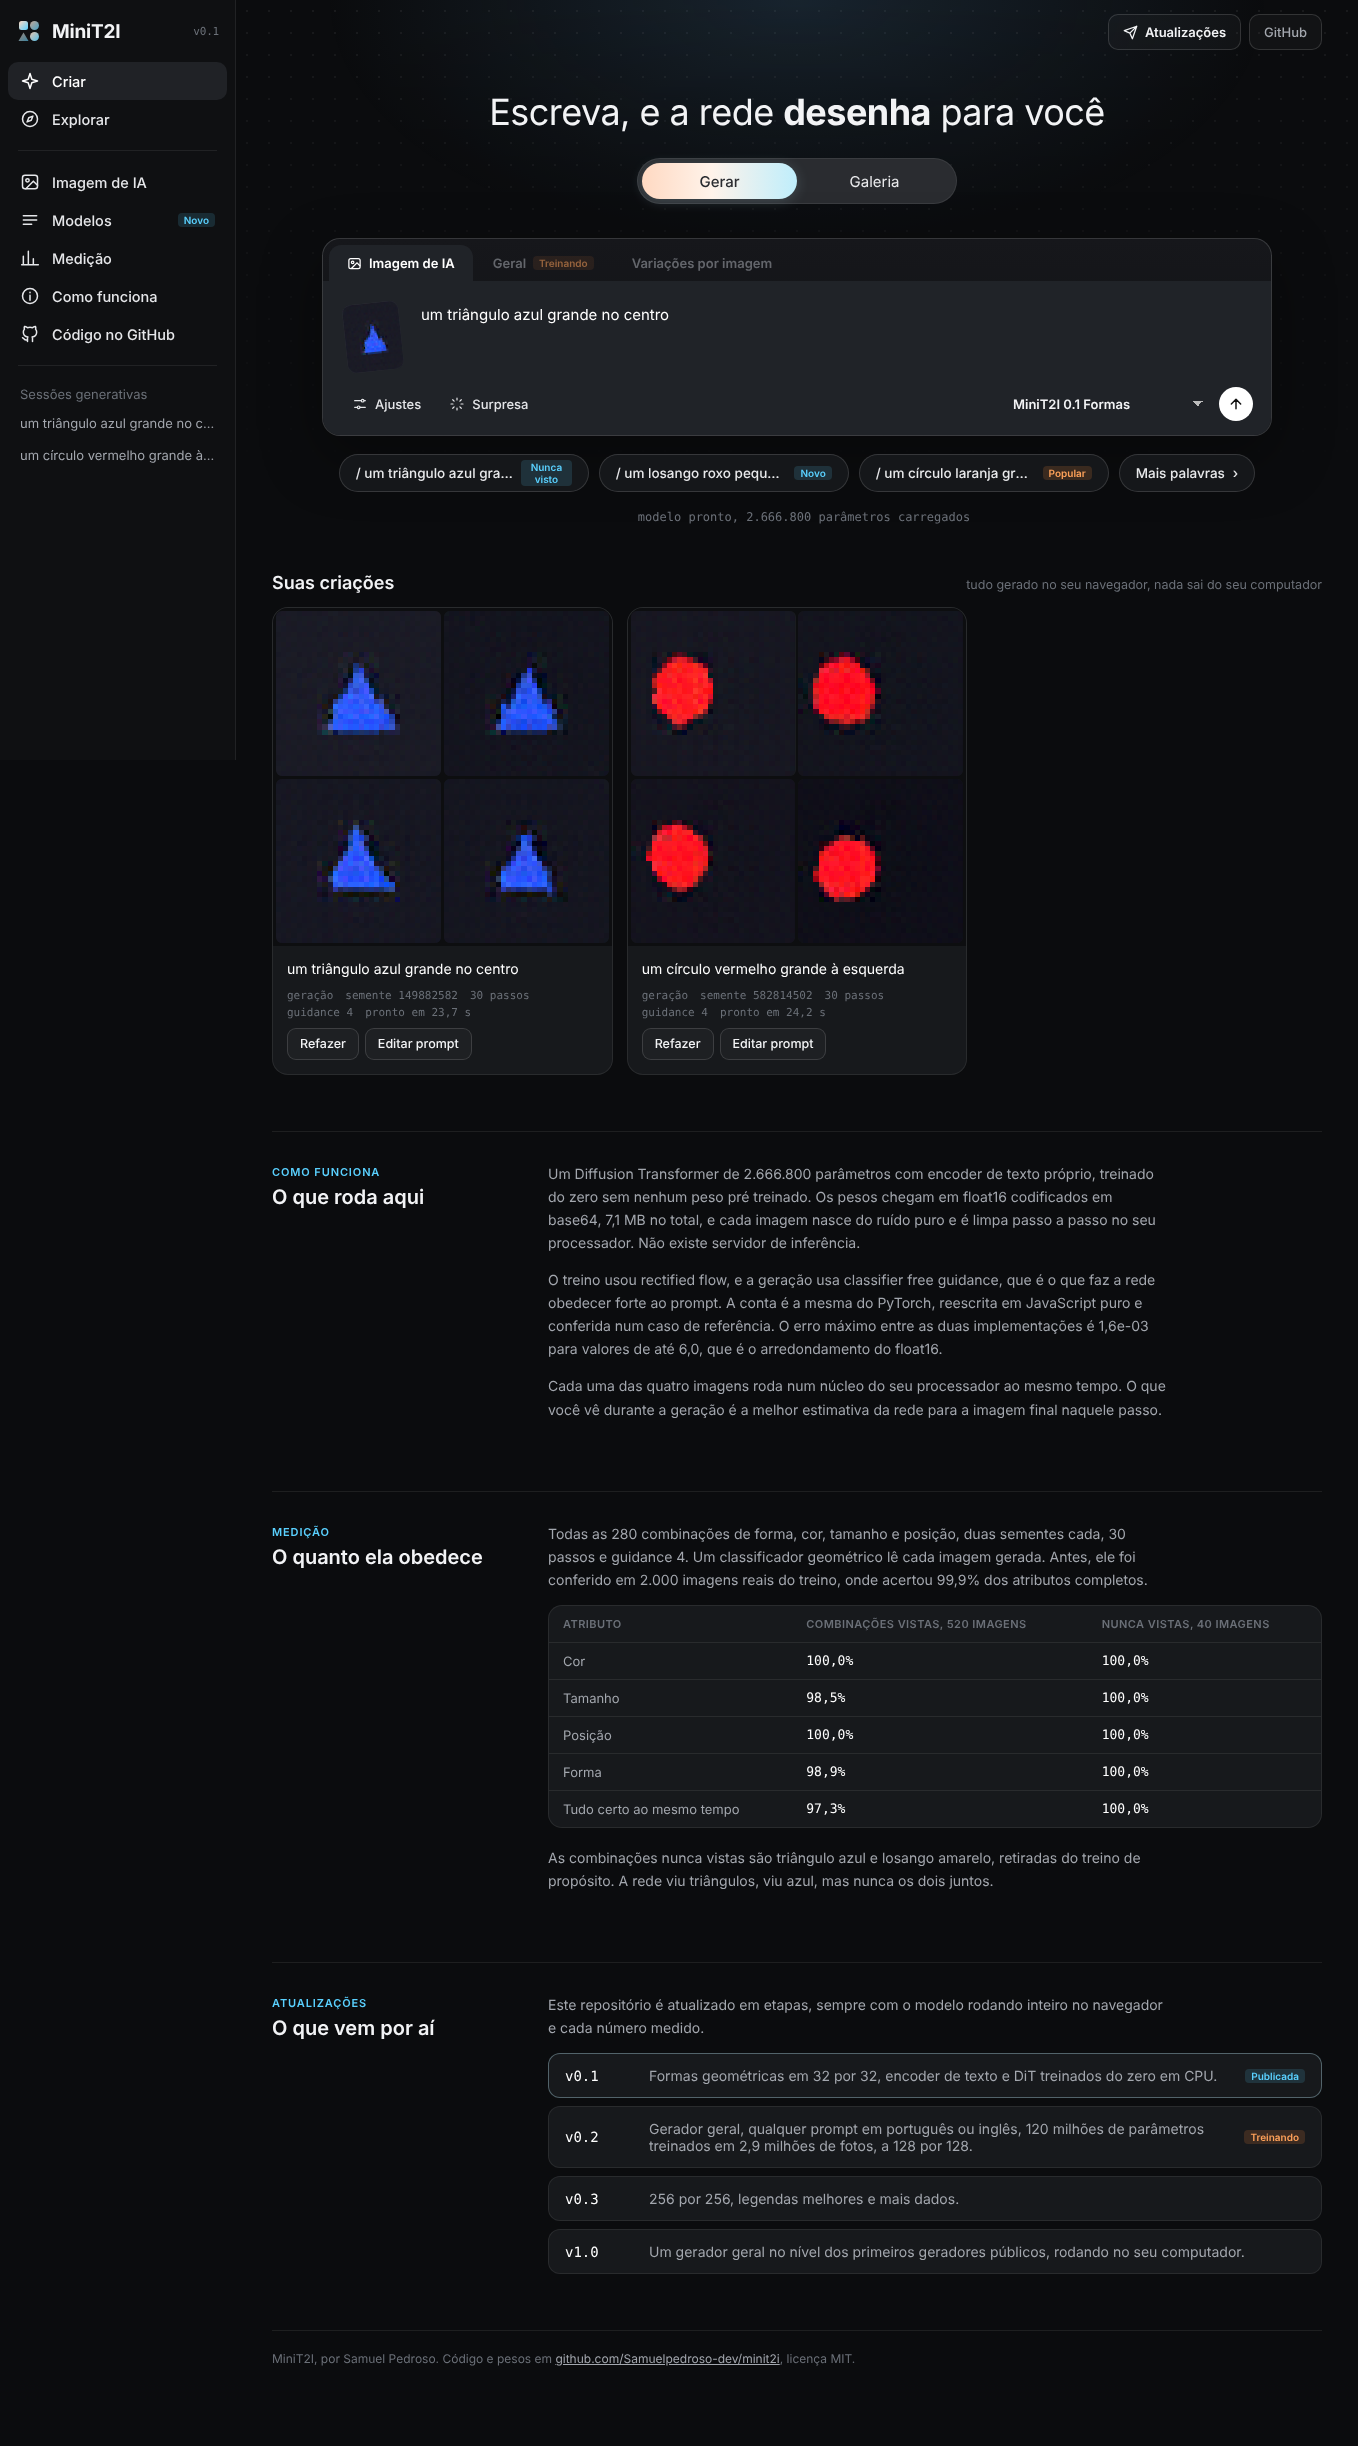 MiniT2I
v0.1
Criar
Explorar
Imagem de IA
Modelos
Novo
Medição
Como funciona
Código no GitHub
Sessões generativas
um triângulo azul grande no c...
um círculo vermelho grande à...
Atualizações
GitHub
Escreva, e a rede desenha para você
Gerar
Galeria
Imagem de IA
Geral
Treinando
Variações por imagem
um triângulo azul grande no centro
Ajustes
Surpresa
MiniT2I 0.1 Formas
/ um triângulo azul gra...
Nunca
visto
/ um losango roxo pequ...
Novo
/ um círculo laranja gr...
Popular
Mais palavras ›
modelo pronto, 2.666.800 parâmetros carregados
Suas criações
tudo gerado no seu navegador, nada sai do seu computador
um triângulo azul grande no centro
geração semente 149882582 30 passos
guidance 4 pronto em 23,7 s
Refazer
Editar prompt
um círculo vermelho grande à esquerda
geração semente 582814502 30 passos
guidance 4 pronto em 24,2 s
Refazer
Editar prompt
COMO FUNCIONA
O que roda aqui
Um Diffusion Transformer de 2.666.800 parâmetros com encoder de texto próprio, treinado
do zero sem nenhum peso pré treinado. Os pesos chegam em float16 codificados em
base64, 7,1 MB no total, e cada imagem nasce do ruído puro e é limpa passo a passo no seu
processador. Não existe servidor de inferência.
O treino usou rectified flow, e a geração usa classifier free guidance, que é o que faz a rede
obedecer forte ao prompt. A conta é a mesma do PyTorch, reescrita em JavaScript puro e
conferida num caso de referência. O erro máximo entre as duas implementações é 1,6e-03
para valores de até 6,0, que é o arredondamento do float16.
Cada uma das quatro imagens roda num núcleo do seu processador ao mesmo tempo. O que
você vê durante a geração é a melhor estimativa da rede para a imagem final naquele passo.
MEDIÇÃO
O quanto ela obedece
Todas as 280 combinações de forma, cor, tamanho e posição, duas sementes cada, 30
passos e guidance 4. Um classificador geométrico lê cada imagem gerada. Antes, ele foi
conferido em 2.000 imagens reais do treino, onde acertou 99,9% dos atributos completos.
ATRIBUTO COMBINAÇÕES VISTAS, 520 IMAGENS NUNCA VISTAS, 40 IMAGENS
Cor 100,0% 100,0%
Tamanho 98,5% 100,0%
Posição 100,0% 100,0%
Forma 98,9% 100,0%
Tudo certo ao mesmo tempo 97,3% 100,0%
As combinações nunca vistas são triângulo azul e losango amarelo, retiradas do treino de
propósito. A rede viu triângulos, viu azul, mas nunca os dois juntos.
ATUALIZAÇÕES
O que vem por aí
Este repositório é atualizado em etapas, sempre com o modelo rodando inteiro no navegador
e cada número medido.
v0.1
Formas geométricas em 32 por 32, encoder de texto e DiT treinados do zero em CPU.
Publicada
v0.2
Gerador geral, qualquer prompt em português ou inglês, 120 milhões de parâmetros
treinados em 2,9 milhões de fotos, a 128 por 128.
Treinando
v0.3
256 por 256, legendas melhores e mais dados.
v1.0
Um gerador geral no nível dos primeiros geradores públicos, rodando no seu computador.
MiniT2I, por Samuel Pedroso. Código e pesos em github.com/Samuelpedroso-dev/minit2i, licença MIT.